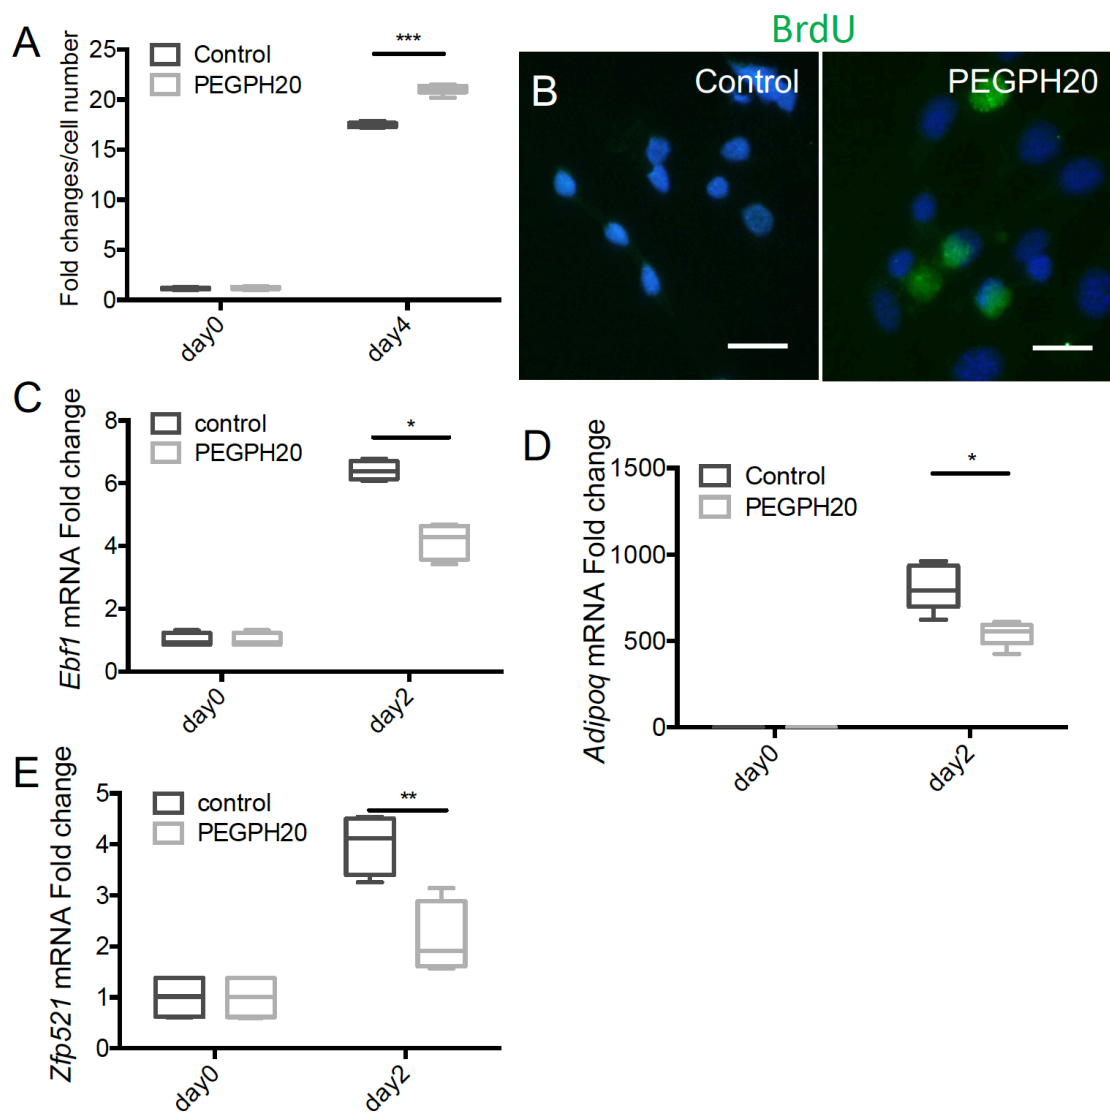 A
Fold changes/cell number
25
20
15
10
5
0
Control
PEGPH20
***
day0
day4
BrdU
B
Control
PEGPH20
C
Ebf1 mRNA Fold change
8
6
4
2
0
control
PEGPH20
*
day0
day2
D
Adipoq mRNA Fold change
1500
1000
500
0
Control
PEGPH20
*
day0
day2
E
Zfp521 mRNA Fold change
5
4
3
2
1
0
control
PEGPH20
**
day0
day2